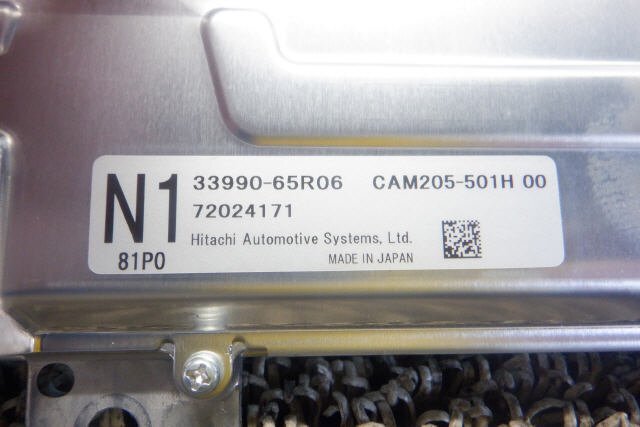 N1 33990-65R06 CAM205-501H 00
72024171
Hitachi Automotive Systems, Ltd.
81P0 MADE IN JAPAN